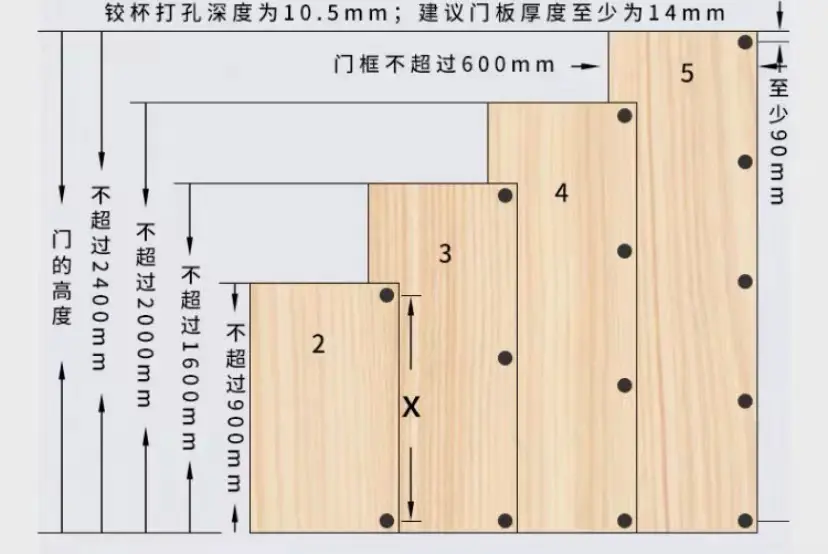 铰杯打孔深度为10.5mm；建议门板厚度至少为14mm
门框不超过600mm
至少90mm
门的高度
不超过2400mm
不超过2000mm
不超过1600mm
不超过900mm
2
3
4
5
X